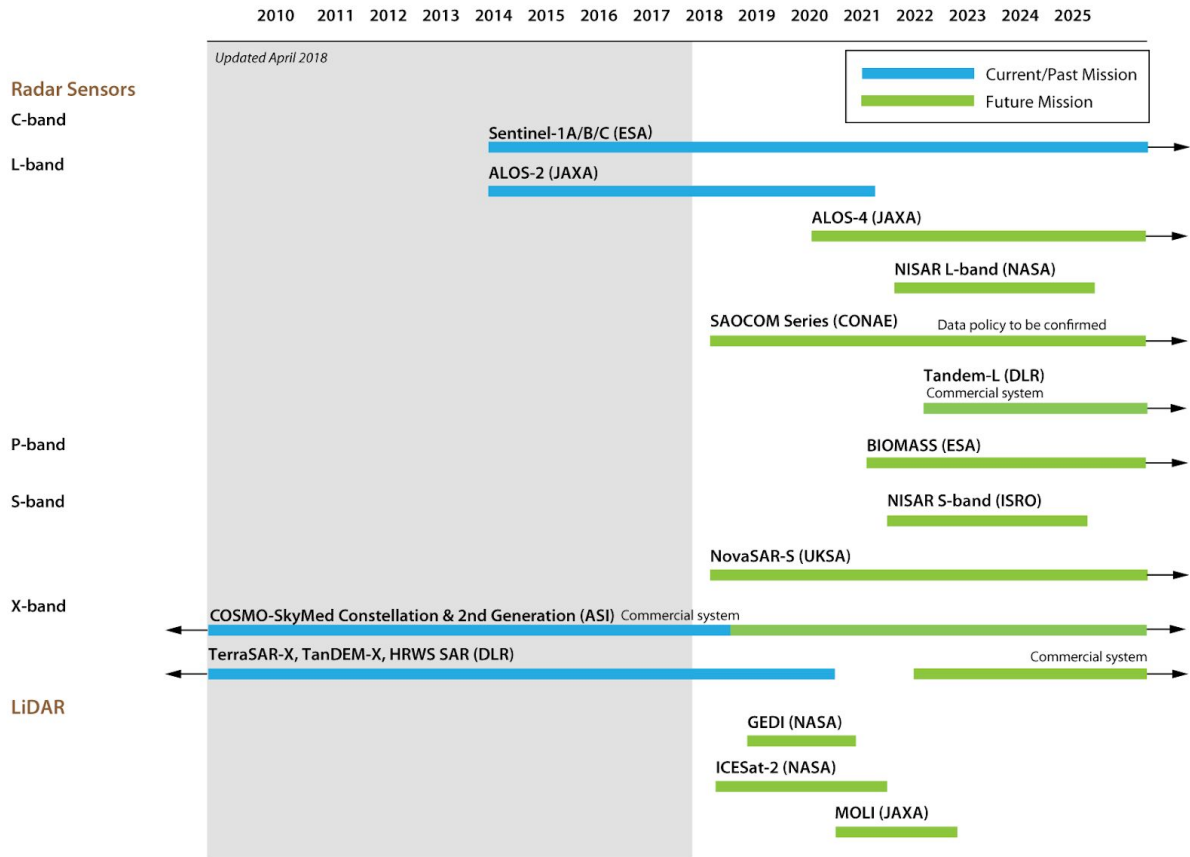 2010 2011 2012 2013 2014 2015 2016 2017 2018 2019 2020 2021 2022 2023 2024 2025
Updated April 2018
Current/Past Mission
Future Mission
Radar Sensors
C-band
Sentinel-1A/B/C (ESA)
L-band
ALOS-2 (JAXA)
ALOS-4 (JAXA)
NISAR L-band (NASA)
SAOCOM Series (CONAE) Data policy to be confirmed
Tandem-L (DLR)
Commercial system
P-band
BIOMASS (ESA)
S-band
NISAR S-band (ISRO)
NovaSAR-S (UKSA)
X-band
COSMO-SkyMed Constellation & 2nd Generation (ASI) Commercial system
TerraSAR-X, TanDEM-X, HRWS SAR (DLR) Commercial system
LiDAR
GEDI (NASA)
ICESat-2 (NASA)
MOLI (JAXA)